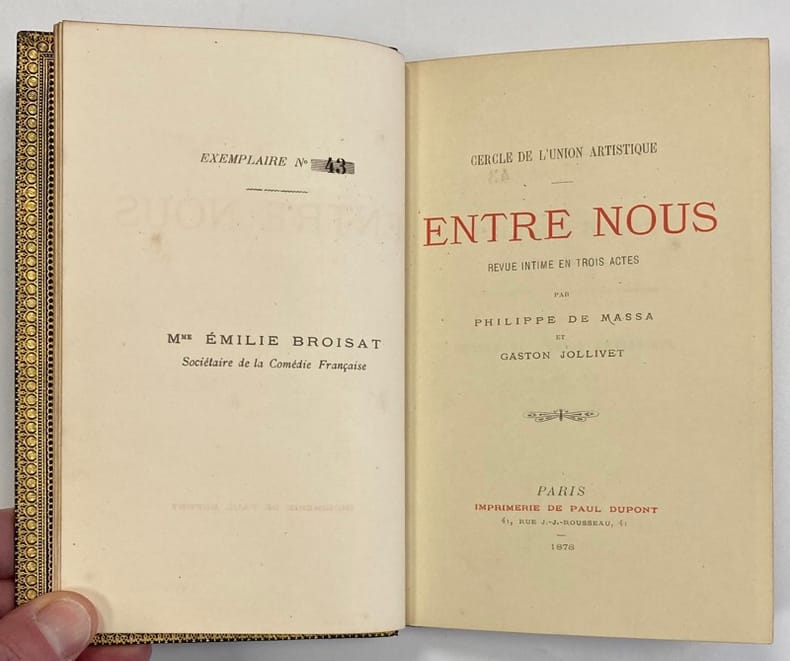 EXEMPLAIRE Nº 43
Mᴹᴱ ÉMILIE BROISAT
Sociétaire de la Comédie Française
CERCLE DE L'UNION ARTISTIQUE
ENTRE NOUS
REVUE INTIME EN TROIS ACTES
PAR
PHILIPPE DE MASSA
ET
GASTON JOLLIVET
PARIS
IMPRIMERIE DE PAUL DUPONT
41, RUE J.-J.-ROUSSEAU, 41
1878